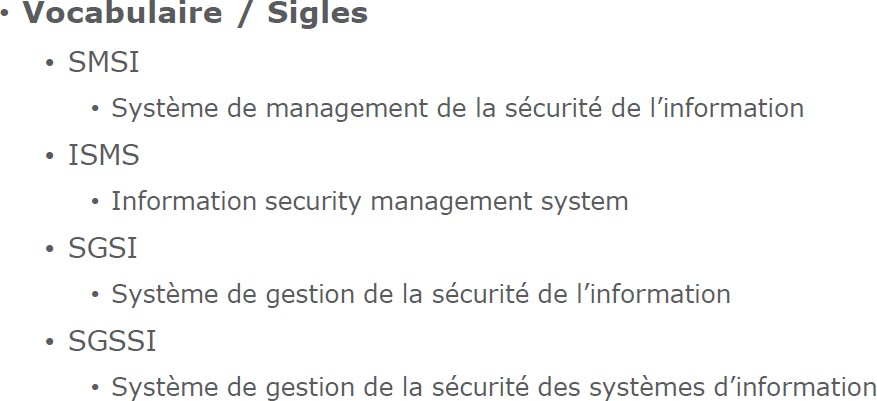 • Vocabulaire / Sigles
• SMSI
• Système de management de la sécurité de l’information
• ISMS
• Information security management system
• SGSI
• Système de gestion de la sécurité de l’information
• SGSSI
• Système de gestion de la sécurité des systèmes d’information